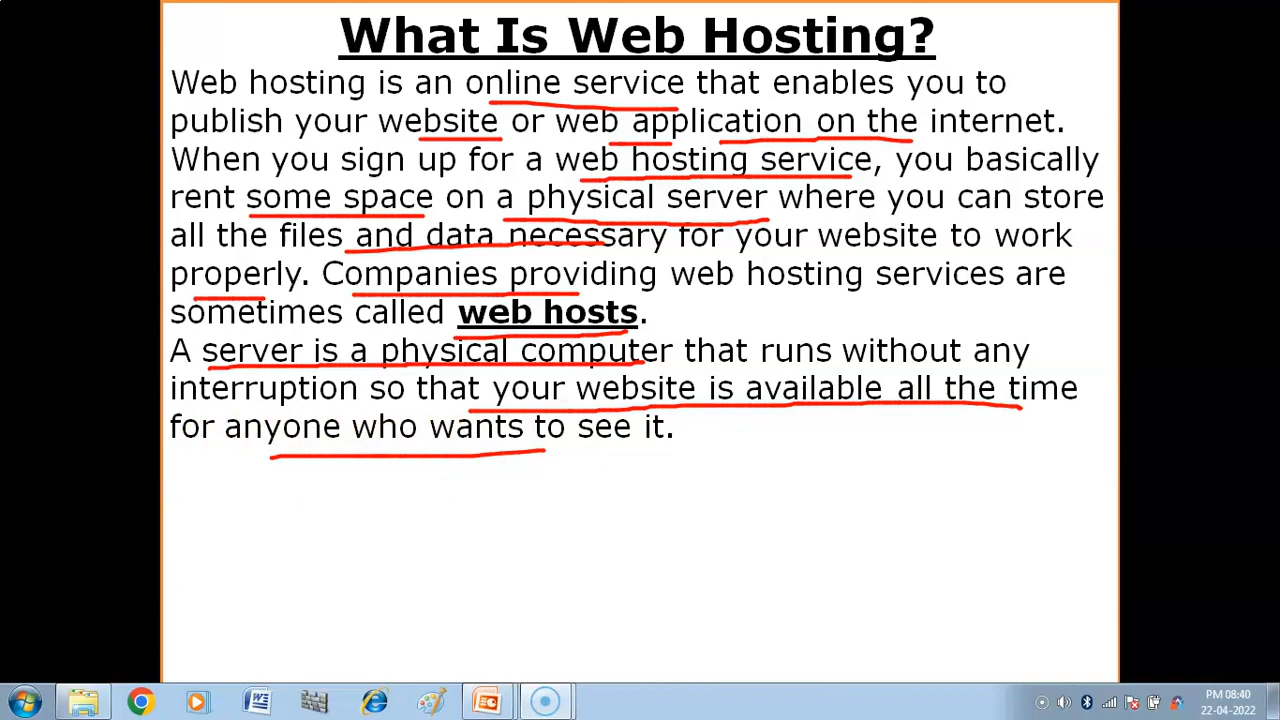 What Is Web Hosting?
Web hosting is an online service that enables you to
publish your website or web application on the internet.
When you sign up for a web hosting service, you basically
rent some space on a physical server where you can store
all the files and data necessary for your website to work
properly. Companies providing web hosting services are
sometimes called web hosts.
A server is a physical computer that runs without any
interruption so that your website is available all the time
for anyone who wants to see it.
PM 08:40
22-04-2022